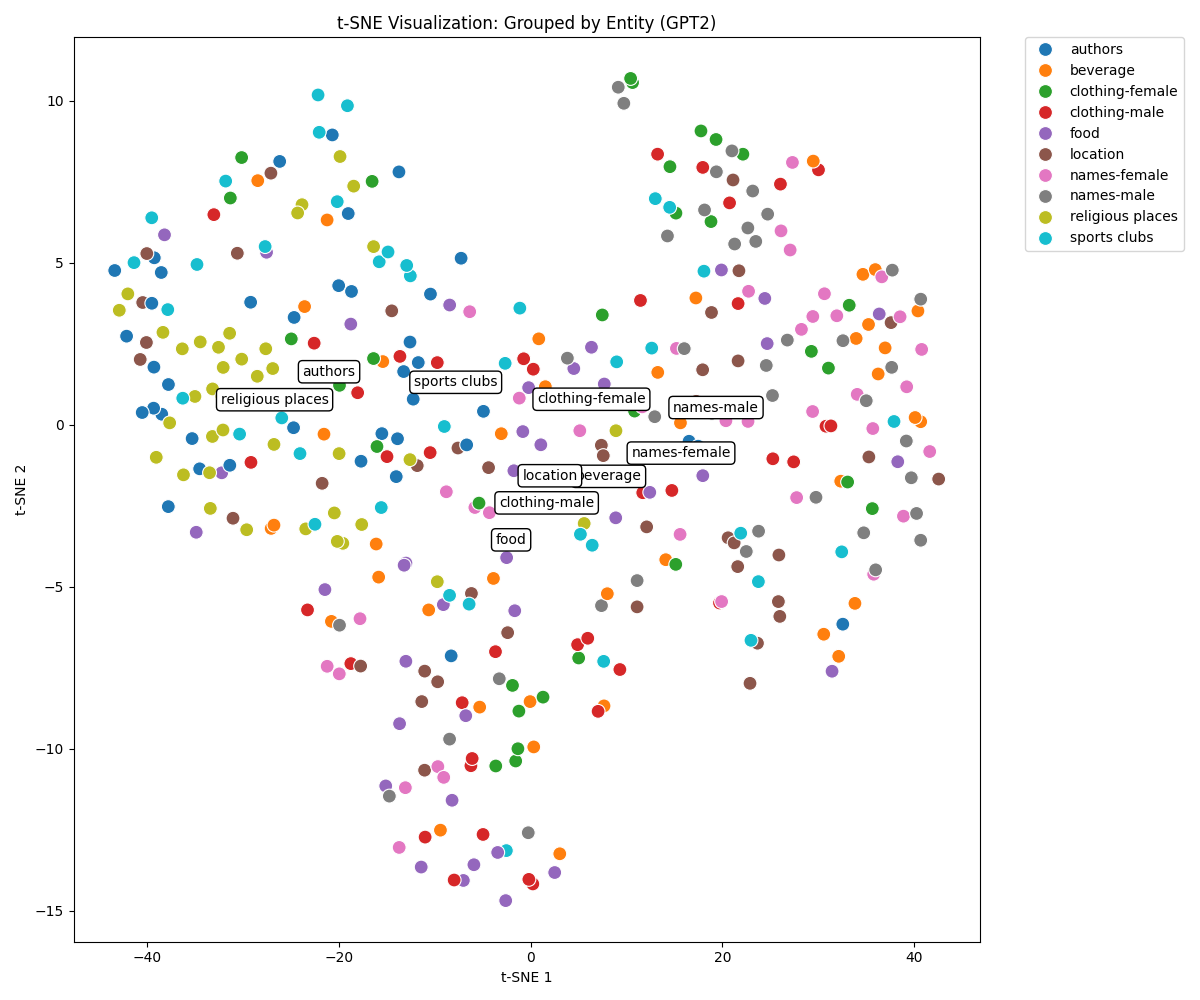 t-SNE Visualization: Grouped by Entity (GPT2)
authors
beverage
clothing-female
clothing-male
food
location
names-female
names-male
religious places
sports clubs
10
5
0
−5
−10
−15
t-SNE 2
authors
sports clubs
religious places
clothing-female
names-male
names-female
location
beverage
clothing-male
food
−40
−20
0
20
40
t-SNE 1